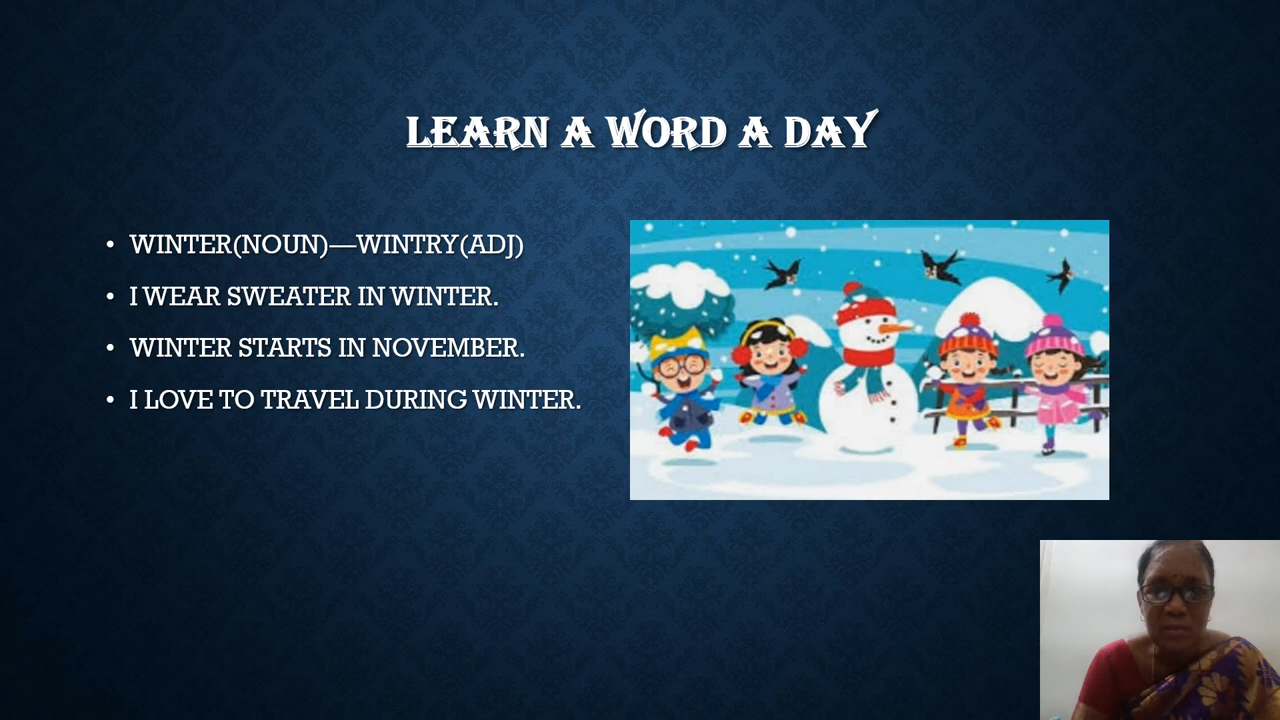 LEARN A WORD A DAY
• WINTER(NOUN)—WINTRY(ADJ)
• I WEAR SWEATER IN WINTER.
• WINTER STARTS IN NOVEMBER.
• I LOVE TO TRAVEL DURING WINTER.